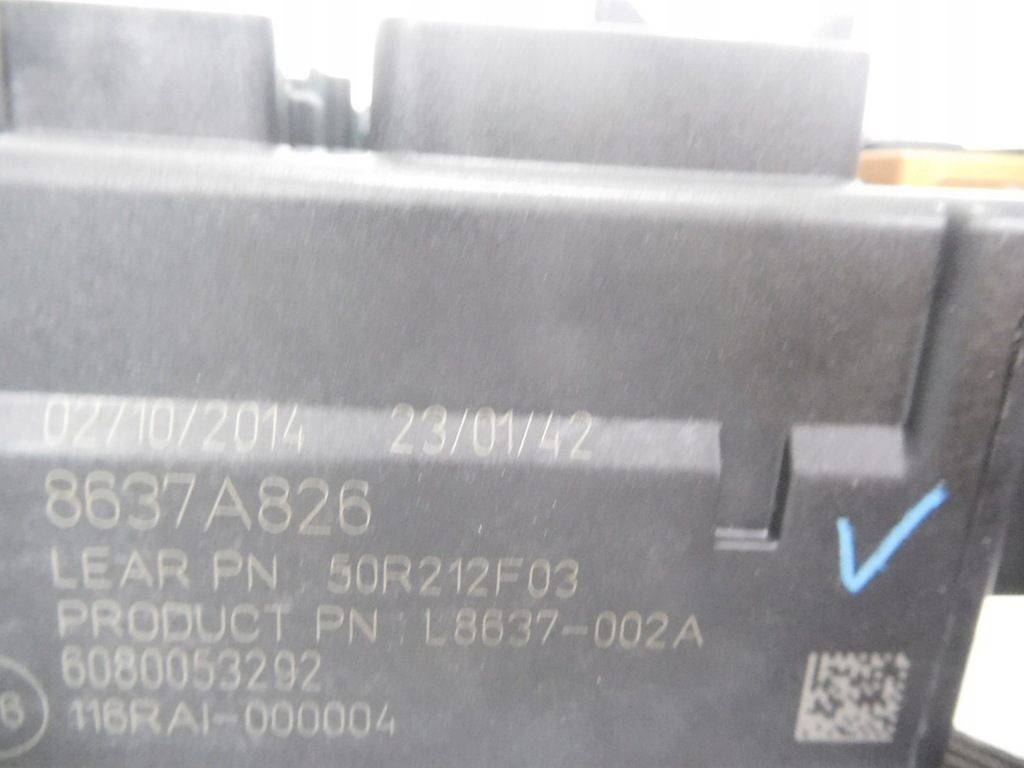 02/10/2014 23/01/42
8637A826
LEAR PN : 50R212F03
PRODUCT PN : L8637-002A
6080053292
116RAI-000004